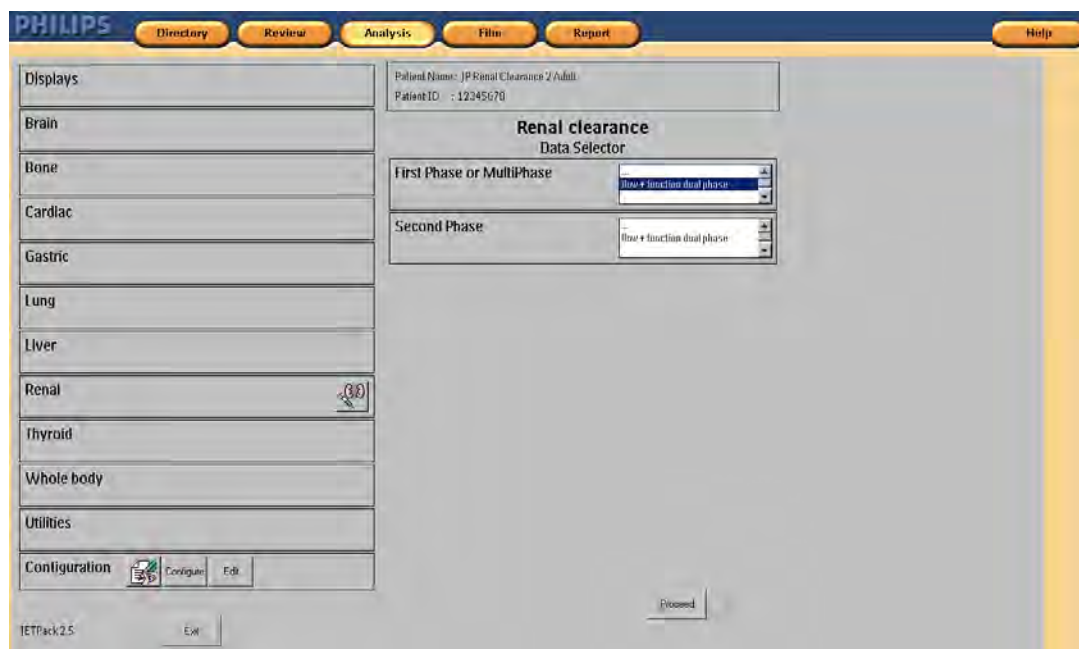 PHILIPS
Directory Review Analysis Film Report Help
Displays
Brain
Bone
Cardiac
Gastric
Lung
Liver
Renal
Thyroid
Whole body
Utilities
Configuration Configure Edit
JETPack 2.5 Exit
Patient Name : JP Renal Clearance 2 Adult
Patient ID : 12345670
Renal clearance
Data Selector
First Phase or MultiPhase
...
flow + function dual phase
Second Phase
...
flow + function dual phase
Proceed